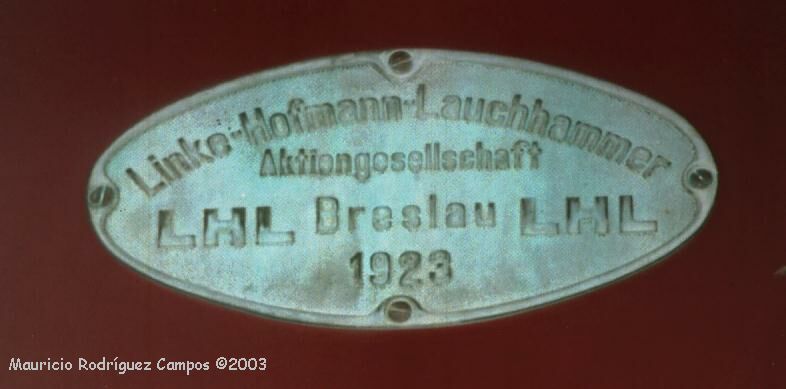 Linke-Hofmann-Lauchhammer
Aktiengesellschaft
LHL Breslau LHL
1923
Mauricio Rodríguez Campos ©2003